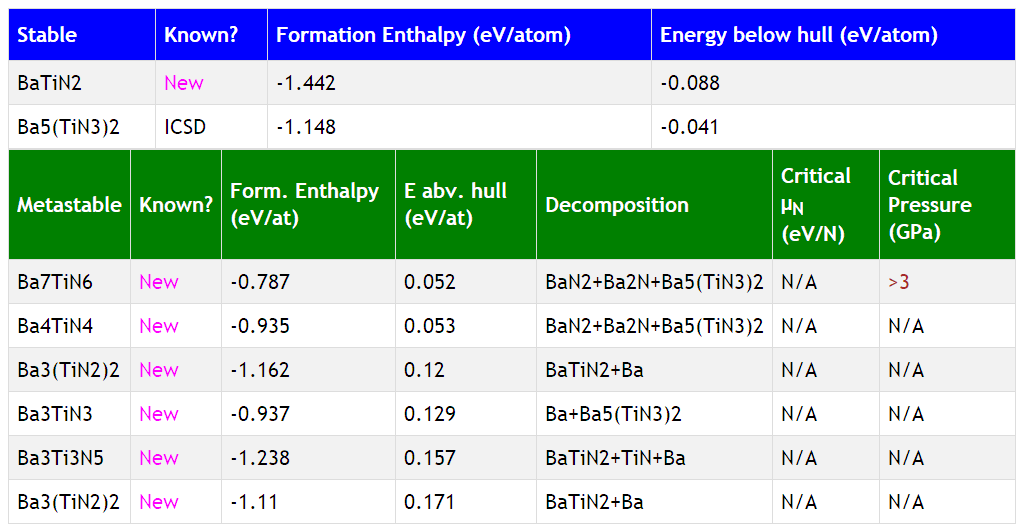 Stable Known? Formation Enthalpy (eV/atom) Energy below hull (eV/atom)
BaTiN2 New -1.442 -0.088
Ba5(TiN3)2 ICSD -1.148 -0.041
Metastable Known? Form. Enthalpy (eV/at) E abv. hull (eV/at) Decomposition Critical μN (eV/N) Critical Pressure (GPa)
Ba7TiN6 New -0.787 0.052 BaN2+Ba2N+Ba5(TiN3)2 N/A >3
Ba4TiN4 New -0.935 0.053 BaN2+Ba2N+Ba5(TiN3)2 N/A N/A
Ba3(TiN2)2 New -1.162 0.12 BaTiN2+Ba N/A N/A
Ba3TiN3 New -0.937 0.129 Ba+Ba5(TiN3)2 N/A N/A
Ba3Ti3N5 New -1.238 0.157 BaTiN2+TiN+Ba N/A N/A
Ba3(TiN2)2 New -1.11 0.171 BaTiN2+Ba N/A N/A